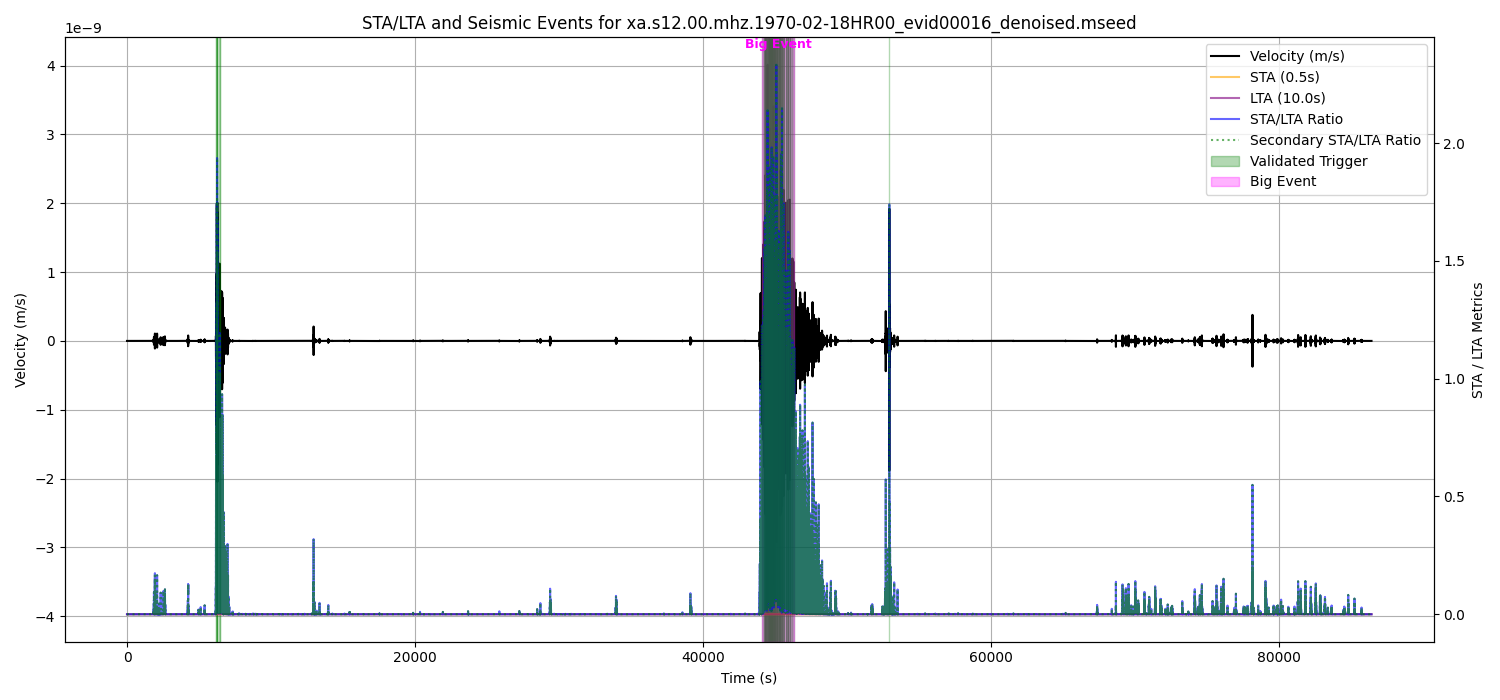 STA/LTA and Seismic Events for xa.s12.00.mhz.1970-02-18HR00_evid00016_denoised.mseed
1e−9
Big Event
Velocity (m/s)
STA (0.5s)
LTA (10.0s)
STA/LTA Ratio
Secondary STA/LTA Ratio
Validated Trigger
Big Event
4
3
2
1
0
−1
−2
−3
−4
Velocity (m/s)
2.0
1.5
1.0
0.5
0.0
STA / LTA Metrics
0
20000
40000
60000
80000
Time (s)